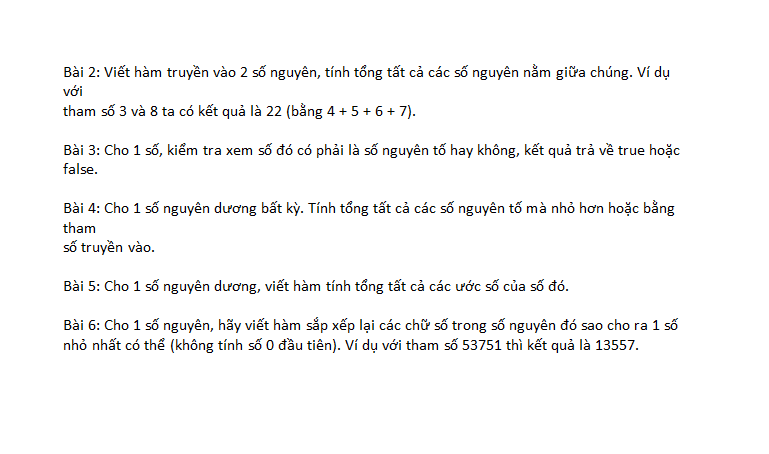 Bài 2: Viết hàm truyền vào 2 số nguyên, tính tổng tất cả các số nguyên nằm giữa chúng. Ví dụ
với
tham số 3 và 8 ta có kết quả là 22 (bằng 4 + 5 + 6 + 7).
Bài 3: Cho 1 số, kiểm tra xem số đó có phải là số nguyên tố hay không, kết quả trả về true hoặc
false.
Bài 4: Cho 1 số nguyên dương bất kỳ. Tính tổng tất cả các số nguyên tố mà nhỏ hơn hoặc bằng
tham
số truyền vào.
Bài 5: Cho 1 số nguyên dương, viết hàm tính tổng tất cả các ước số của số đó.
Bài 6: Cho 1 số nguyên, hãy viết hàm sắp xếp lại các chữ số trong số nguyên đó sao cho ra 1 số
nhỏ nhất có thể (không tính số 0 đầu tiên). Ví dụ với tham số 53751 thì kết quả là 13557.